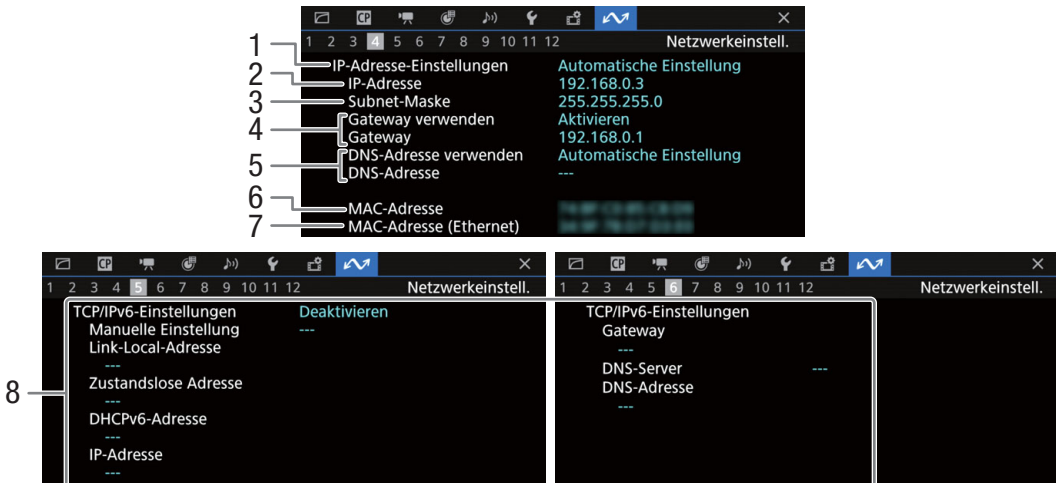 CP
1 2 3 4 5 6 7 8 9 10 11 12 Netzwerkeinstell.
1 IP-Adresse-Einstellungen Automatische Einstellung
2 IP-Adresse 192.168.0.3
3 Subnet-Maske 255.255.255.0
4 Gateway verwenden Aktivieren
Gateway 192.168.0.1
5 DNS-Adresse verwenden Automatische Einstellung
DNS-Adresse ---
6 MAC-Adresse
7 MAC-Adresse (Ethernet)
8
CP
1 2 3 4 5 6 7 8 9 10 11 12 Netzwerkeinstell.
TCP/IPv6-Einstellungen Deaktivieren
Manuelle Einstellung ---
Link-Local-Adresse
---
Zustandslose Adresse
---
DHCPv6-Adresse
---
IP-Adresse
---
CP
1 2 3 4 5 6 7 8 9 10 11 12 Netzwerkeinstell.
TCP/IPv6-Einstellungen
Gateway
---
DNS-Server ---
DNS-Adresse
---